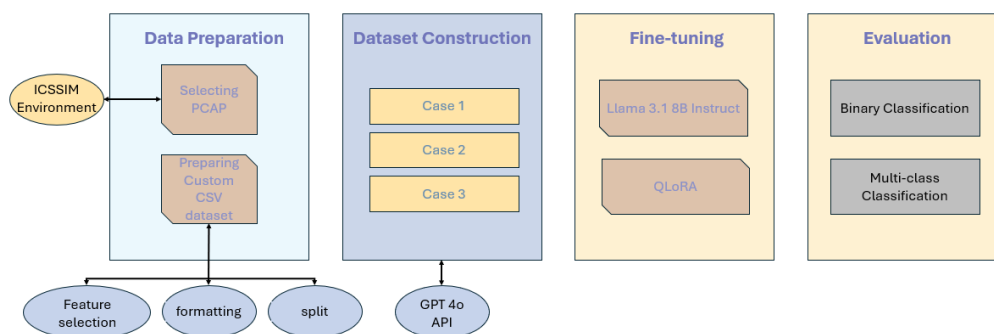 Data Preparation
ICSSIM
Environment
Selecting
PCAP
Preparing
Custom
CSV
dataset
Feature
selection
formatting
split
Dataset Construction
Case 1
Case 2
Case 3
GPT 4o
API
Fine-tuning
Llama 3.1 8B Instruct
QLoRA
Evaluation
Binary Classification
Multi-class
Classification